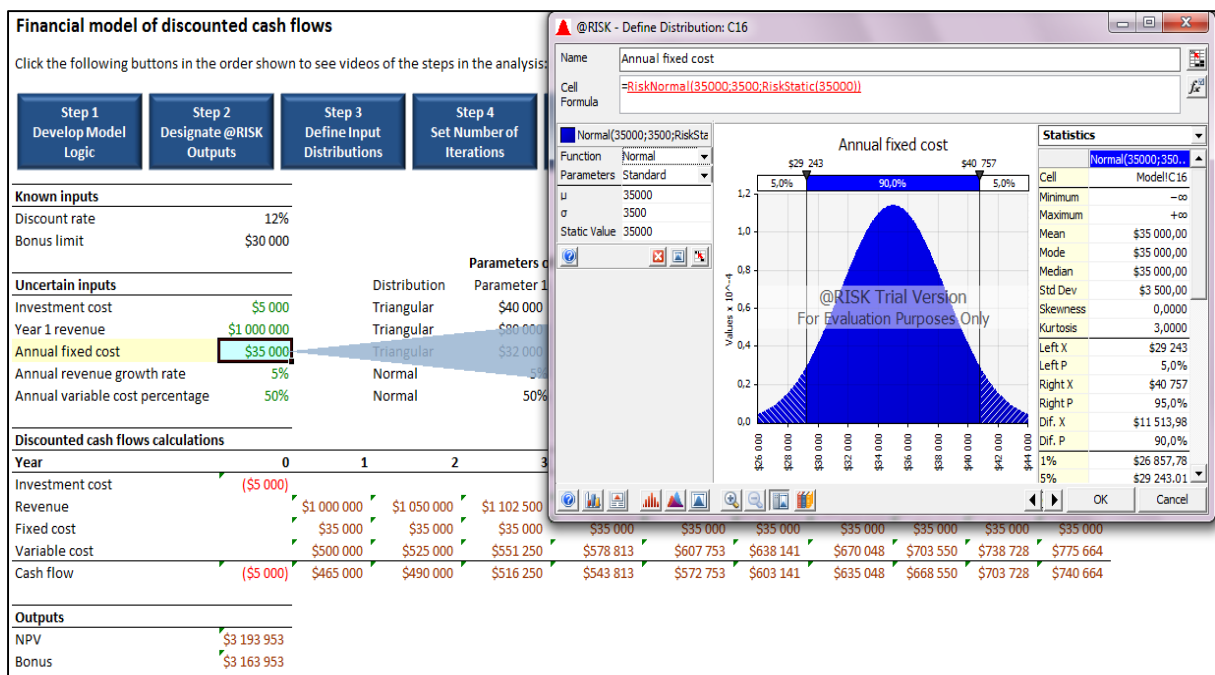 Financial model of discounted cash flows
Click the following buttons in the order shown to see videos of the steps in the analysis:
Step 1
Develop Model
Logic
Step 2
Designate @RISK
Outputs
Step 3
Define Input
Distributions
Step 4
Set Number of
Iterations
Known inputs
Discount rate 12%
Bonus limit $30 000
Parameters o
Uncertain inputs Distribution Parameter 1
Investment cost $5 000 Triangular $40 000
Year 1 revenue $1 000 000 Triangular $80 000
Annual fixed cost $35 000 Triangular $32 000
Annual revenue growth rate 5% Normal 5%
Annual variable cost percentage 50% Normal 50%
Discounted cash flows calculations
Year 0 1 2 3
Investment cost ($5 000)
Revenue $1 000 000 $1 050 000 $1 102 500
Fixed cost $35 000 $35 000 $35 000 $35 000 $35 000 $35 000 $35 000 $35 000 $35 000 $35 000
Variable cost $500 000 $525 000 $551 250 $578 813 $607 753 $638 141 $670 048 $703 550 $738 728 $775 664
Cash flow ($5 000) $465 000 $490 000 $516 250 $543 813 $572 753 $603 141 $635 048 $668 550 $703 728 $740 664
Outputs
NPV $3 193 953
Bonus $3 163 953
@RISK - Define Distribution: C16
Name Annual fixed cost
Cell
Formula
=RiskNormal(35000;3500;RiskStatic(35000))
Normal(35000;3500;RiskSta
Function Normal
Parameters Standard
μ 35000
σ 3500
Static Value 35000
Annual fixed cost
$29 243 $40 757
5,0% 90,0% 5,0%
1,2
1,0
0,8
0,6
0,4
0,2
0,0
Values x 10^-4
@RISK Trial Version
For Evaluation Purposes Only
$26 000
$28 000
$30 000
$32 000
$34 000
$36 000
$38 000
$40 000
$42 000
$44 000
Statistics
Normal(35000;350..
Cell Model!C16
Minimum −∞
Maximum +∞
Mean $35 000,00
Mode $35 000,00
Median $35 000,00
Std Dev $3 500,00
Skewness 0,0000
Kurtosis 3,0000
Left X $29 243
Left P 5,0%
Right X $40 757
Right P 95,0%
Dif. X $11 513,98
Dif. P 90,0%
1% $26 857,78
5% $29 243.01
OK Cancel